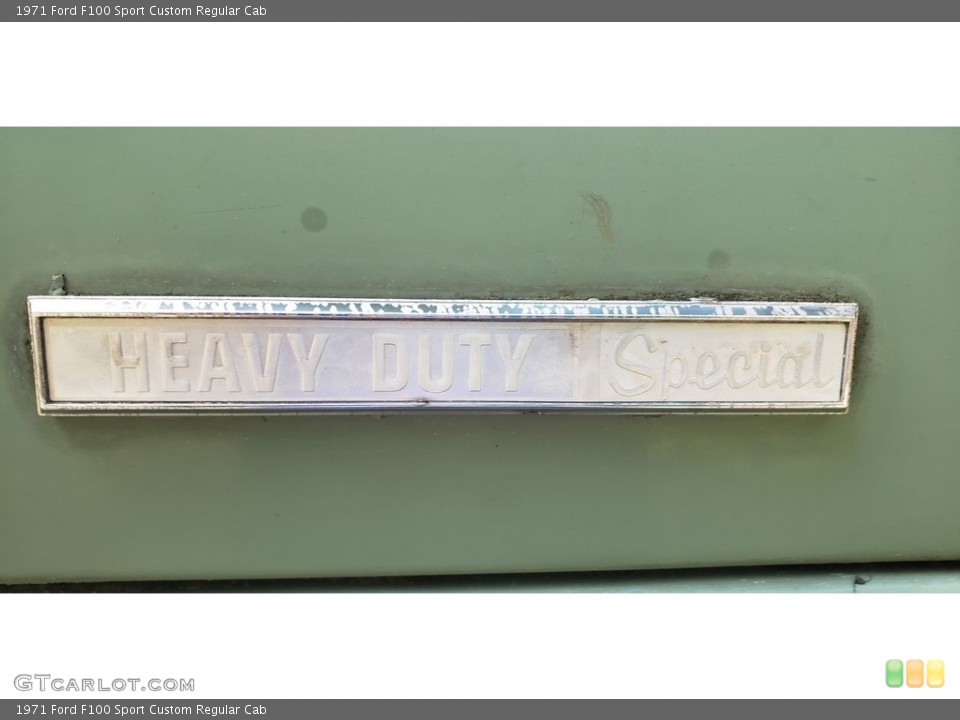 1971 Ford F100 Sport Custom Regular Cab
HEAVY DUTY Special
GTCARLOT.COM
1971 Ford F100 Sport Custom Regular Cab